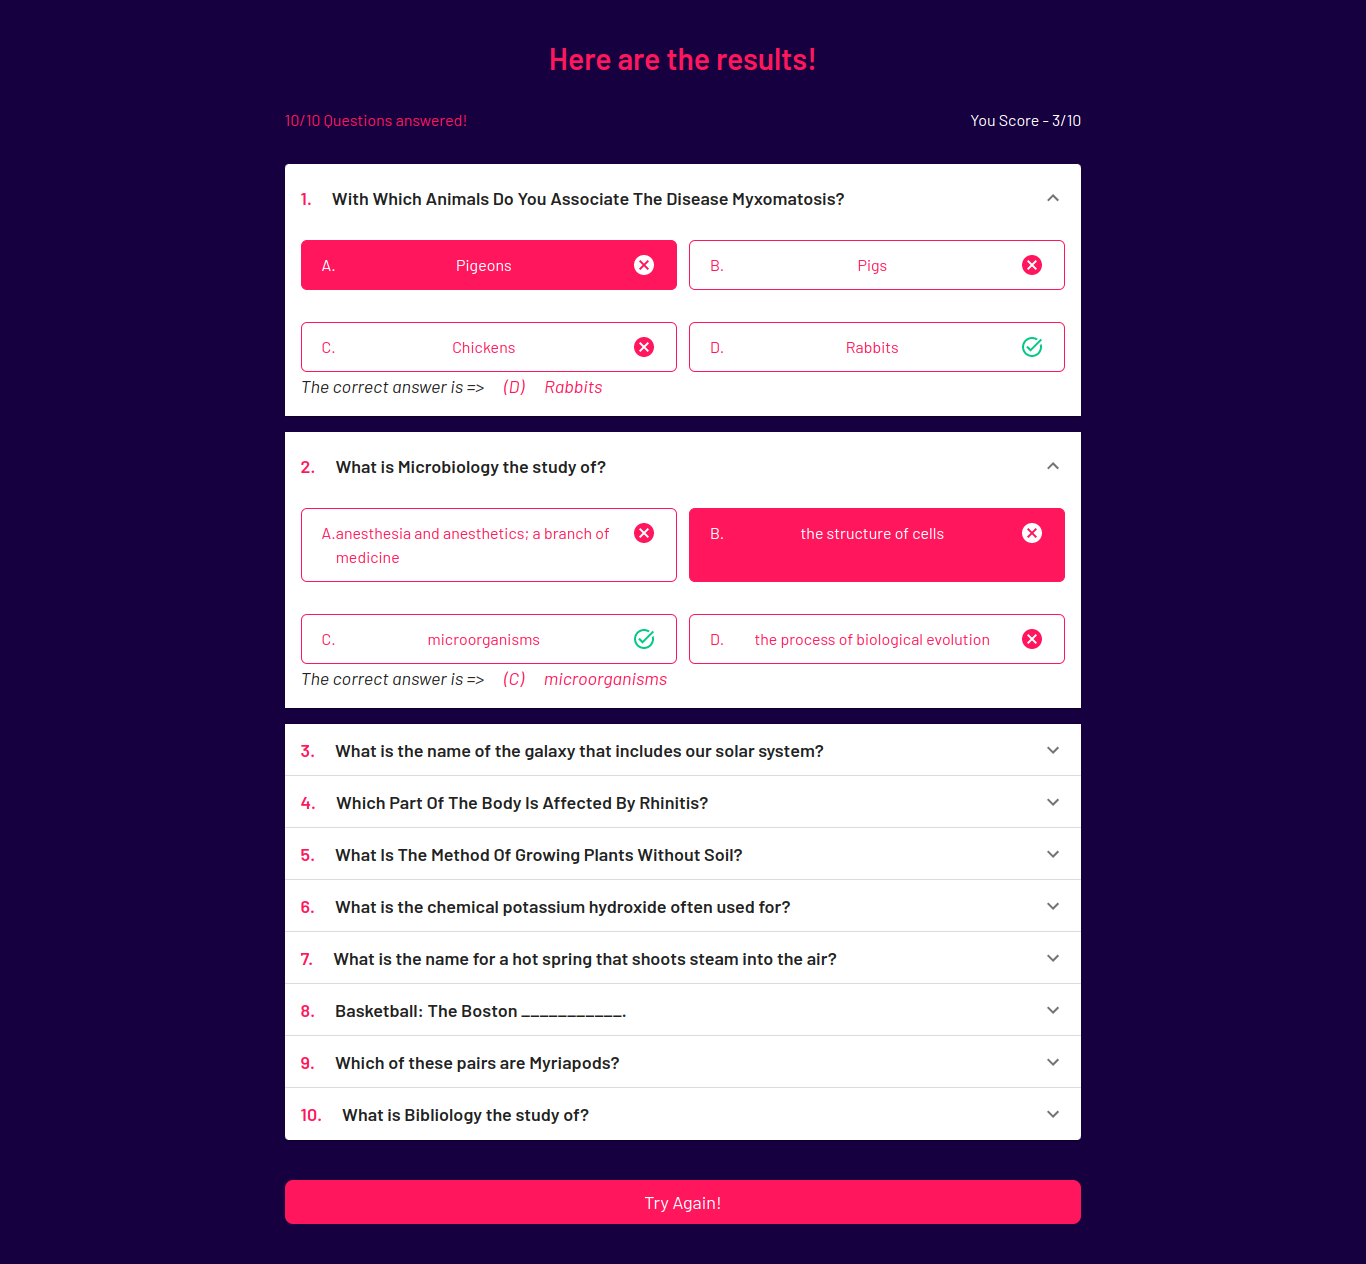 Here are the results!
10/10 Questions answered! You Score - 3/10
1. With Which Animals Do You Associate The Disease Myxomatosis?
A. Pigeons
B. Pigs
C. Chickens
D. Rabbits
The correct answer is => (D) Rabbits
2. What is Microbiology the study of?
A. anesthesia and anesthetics; a branch of
medicine
B. the structure of cells
C. microorganisms
D. the process of biological evolution
The correct answer is => (C) microorganisms
3. What is the name of the galaxy that includes our solar system?
4. Which Part Of The Body Is Affected By Rhinitis?
5. What Is The Method Of Growing Plants Without Soil?
6. What is the chemical potassium hydroxide often used for?
7. What is the name for a hot spring that shoots steam into the air?
8. Basketball: The Boston ___________.
9. Which of these pairs are Myriapods?
10. What is Bibliology the study of?
Try Again!